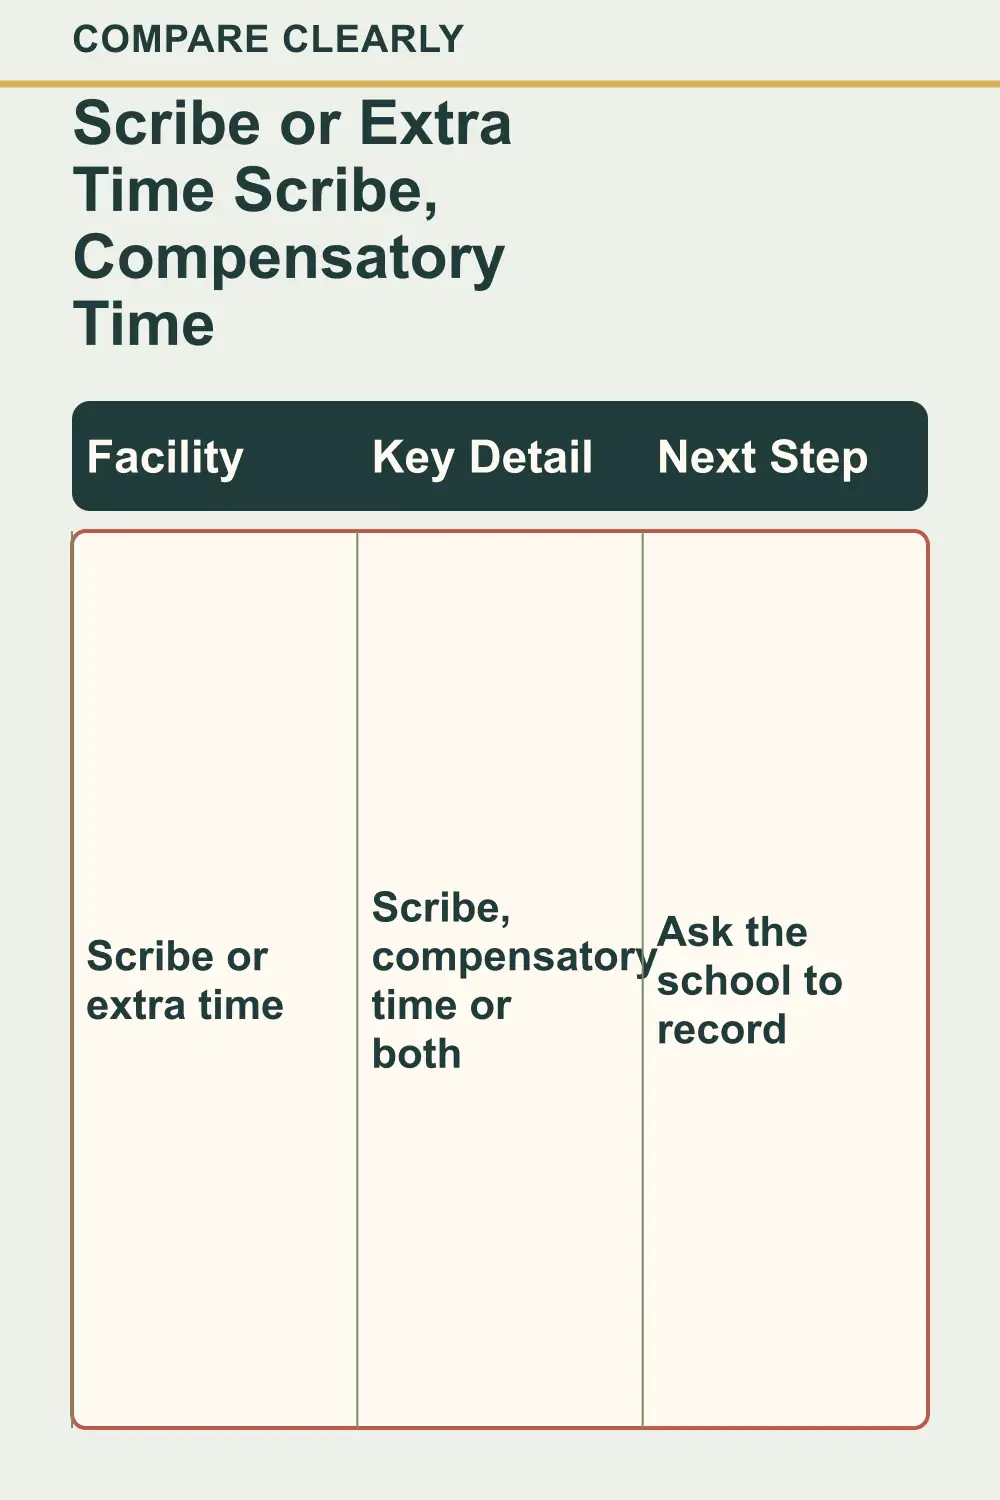 COMPARE CLEARLY
Scribe or Extra
Time Scribe,
Compensatory
Time
Facility
Key Detail
Next Step
Scribe or
extra time
Scribe,
compensatory
time or
both
Ask the
school to
record